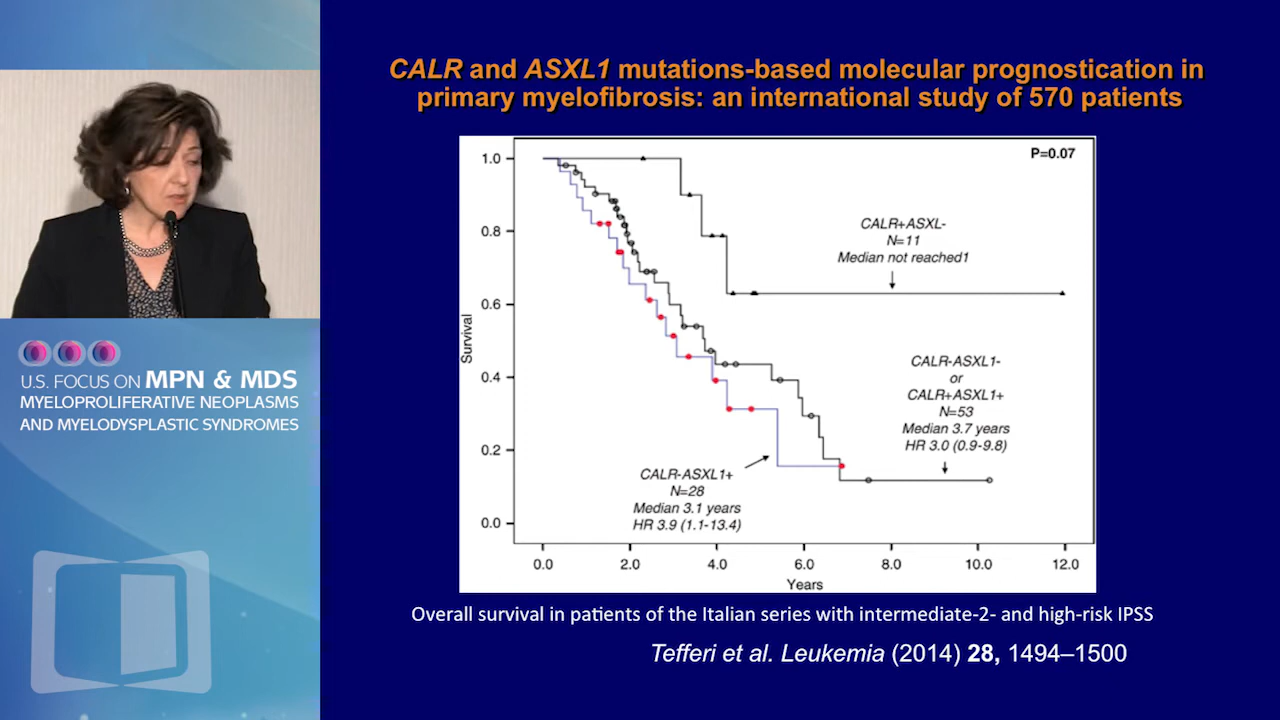 CALR and ASXL1 mutations-based molecular prognostication in
primary myelofibrosis: an international study of 570 patients
P=0.07
1.0
0.8
0.6
0.4
0.2
0.0
Survival
CALR+ASXL-
N=11
Median not reached1
CALR-ASXL1-
or
CALR+ASXL1+
N=53
Median 3.7 years
HR 3.0 (0.9-9.8)
CALR-ASXL1+
N=28
Median 3.1 years
HR 3.9 (1.1-13.4)
0.0 2.0 4.0 6.0 8.0 10.0 12.0
Years
Overall survival in patients of the Italian series with intermediate-2- and high-risk IPSS
Tefferi et al. Leukemia (2014) 28, 1494–1500
U.S. FOCUS ON MPN & MDS
MYELOPROLIFERATIVE NEOPLASMS
AND MYELODYSPLASTIC SYNDROMES